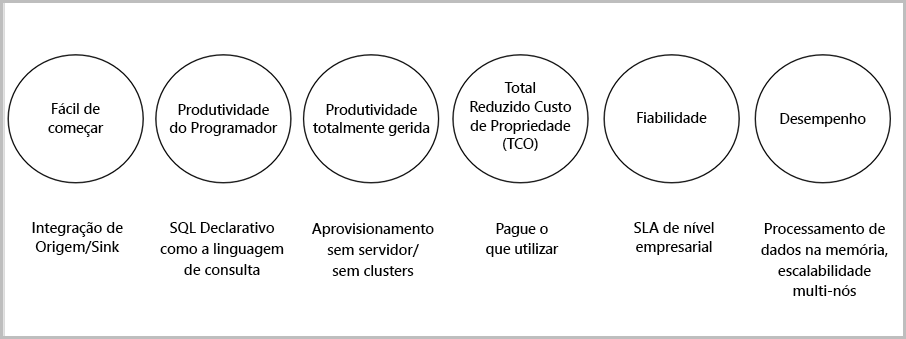 Fácil de
começar
Produtividade
do Programador
Produtividade
totalmente gerida
Total
Reduzido Custo
de Propriedade
(TCO)
Fiabilidade
Desempenho
Integração de
Origem/Sink
SQL Declarativo
como a linguagem
de consulta
Aprovisionamento
sem servidor/
sem clusters
Pague o
que utilizar
SLA de nível
empresarial
Processamento de
dados na memória,
escalabilidade
multi-nós